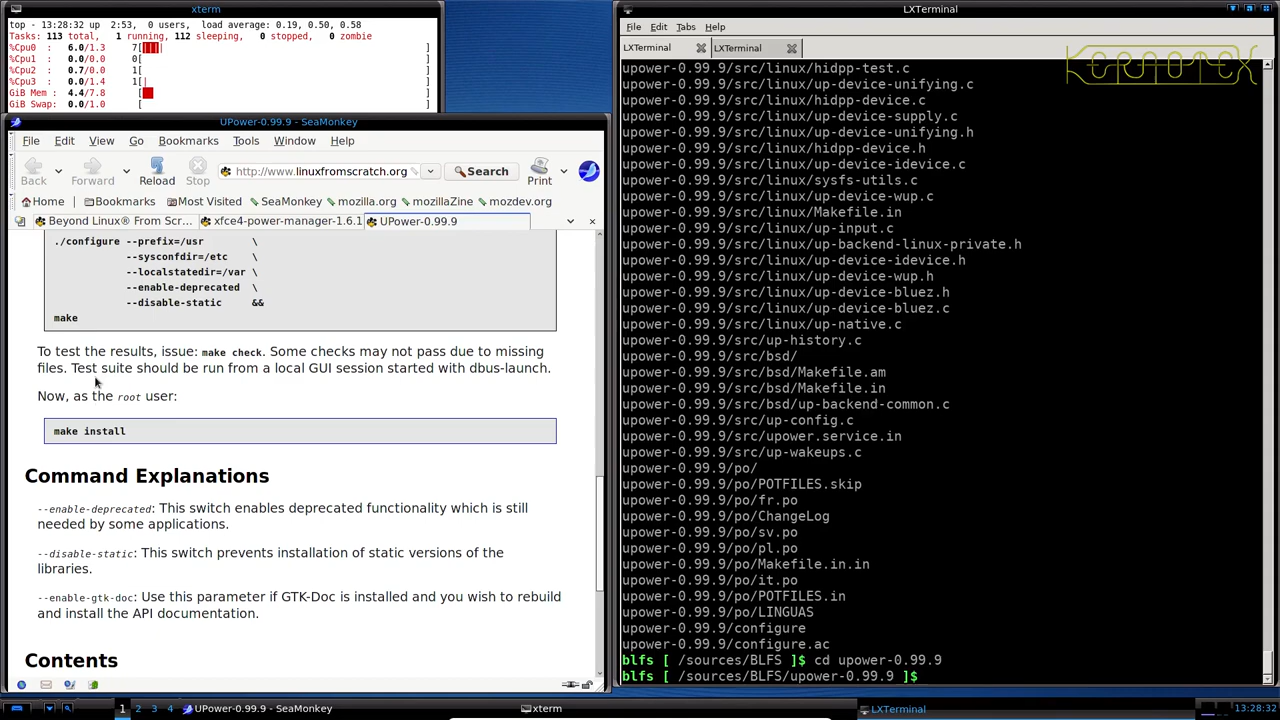 xterm
top - 13:28:32 up  2:53,  0 users,  load average: 0.19, 0.50, 0.58
Tasks: 113 total,   1 running, 112 sleeping,   0 stopped,   0 zombie
%Cpu0  :   6.0/1.3     7[|||| ]
%Cpu1  :   0.0/0.0     0[ ]
%Cpu2  :   0.7/0.0     1[ ]
%Cpu3  :   0.0/1.4     1[| ]
GiB Mem :  4.4/7.8      [ ]
GiB Swap:  0.0/0.0      [ ]
UPower-0.99.9 - SeaMonkey
File Edit View Go Bookmarks Tools Window Help
Back Forward Reload Stop http://www.linuxfromscratch.org Search Print
Home Bookmarks Most Visited SeaMonkey mozilla.org mozillaZine mozdev.org
Beyond Linux® From Scr... xfce4-power-manager-1.6.1 UPower-0.99.9
./configure --prefix=/usr        \
--sysconfdir=/etc    \
--localstatedir=/var \
--enable-deprecated  \
--disable-static     &&
make
To test the results, issue: make check. Some checks may not pass due to missing
files. Test suite should be run from a local GUI session started with dbus-launch.
Now, as the root user:
make install
Command Explanations
--enable-deprecated: This switch enables deprecated functionality which is still
needed by some applications.
--disable-static: This switch prevents installation of static versions of the
libraries.
--enable-gtk-doc: Use this parameter if GTK-Doc is installed and you wish to rebuild
and install the API documentation.
Contents
LXTerminal
File Edit Tabs Help
LXTerminal LXTerminal
KERNOTEX
upower-0.99.9/src/linux/hidpp-test.c
upower-0.99.9/src/linux/up-device-unifying.c
upower-0.99.9/src/linux/hidpp-device.c
upower-0.99.9/src/linux/up-device-supply.c
upower-0.99.9/src/linux/up-device-unifying.h
upower-0.99.9/src/linux/hidpp-device.h
upower-0.99.9/src/linux/up-device-idevice.c
upower-0.99.9/src/linux/sysfs-utils.c
upower-0.99.9/src/linux/up-device-wup.c
upower-0.99.9/src/linux/Makefile.in
upower-0.99.9/src/linux/up-input.c
upower-0.99.9/src/linux/up-backend-linux-private.h
upower-0.99.9/src/linux/up-device-idevice.h
upower-0.99.9/src/linux/up-device-wup.h
upower-0.99.9/src/linux/up-device-bluez.h
upower-0.99.9/src/linux/up-device-bluez.c
upower-0.99.9/src/linux/up-native.c
upower-0.99.9/src/up-history.c
upower-0.99.9/src/bsd/
upower-0.99.9/src/bsd/Makefile.am
upower-0.99.9/src/bsd/Makefile.in
upower-0.99.9/src/bsd/up-backend-common.c
upower-0.99.9/src/up-config.c
upower-0.99.9/src/upower.service.in
upower-0.99.9/src/up-wakeups.c
upower-0.99.9/po/
upower-0.99.9/po/POTFILES.skip
upower-0.99.9/po/fr.po
upower-0.99.9/po/ChangeLog
upower-0.99.9/po/sv.po
upower-0.99.9/po/pl.po
upower-0.99.9/po/Makefile.in.in
upower-0.99.9/po/it.po
upower-0.99.9/po/POTFILES.in
upower-0.99.9/po/LINGUAS
upower-0.99.9/configure
upower-0.99.9/configure.ac
blfs [ /sources/BLFS ]$ cd upower-0.99.9
blfs [ /sources/BLFS/upower-0.99.9 ]$
1 2 3 4 UPower-0.99.9 - SeaMonkey xterm LXTerminal 13:28:32